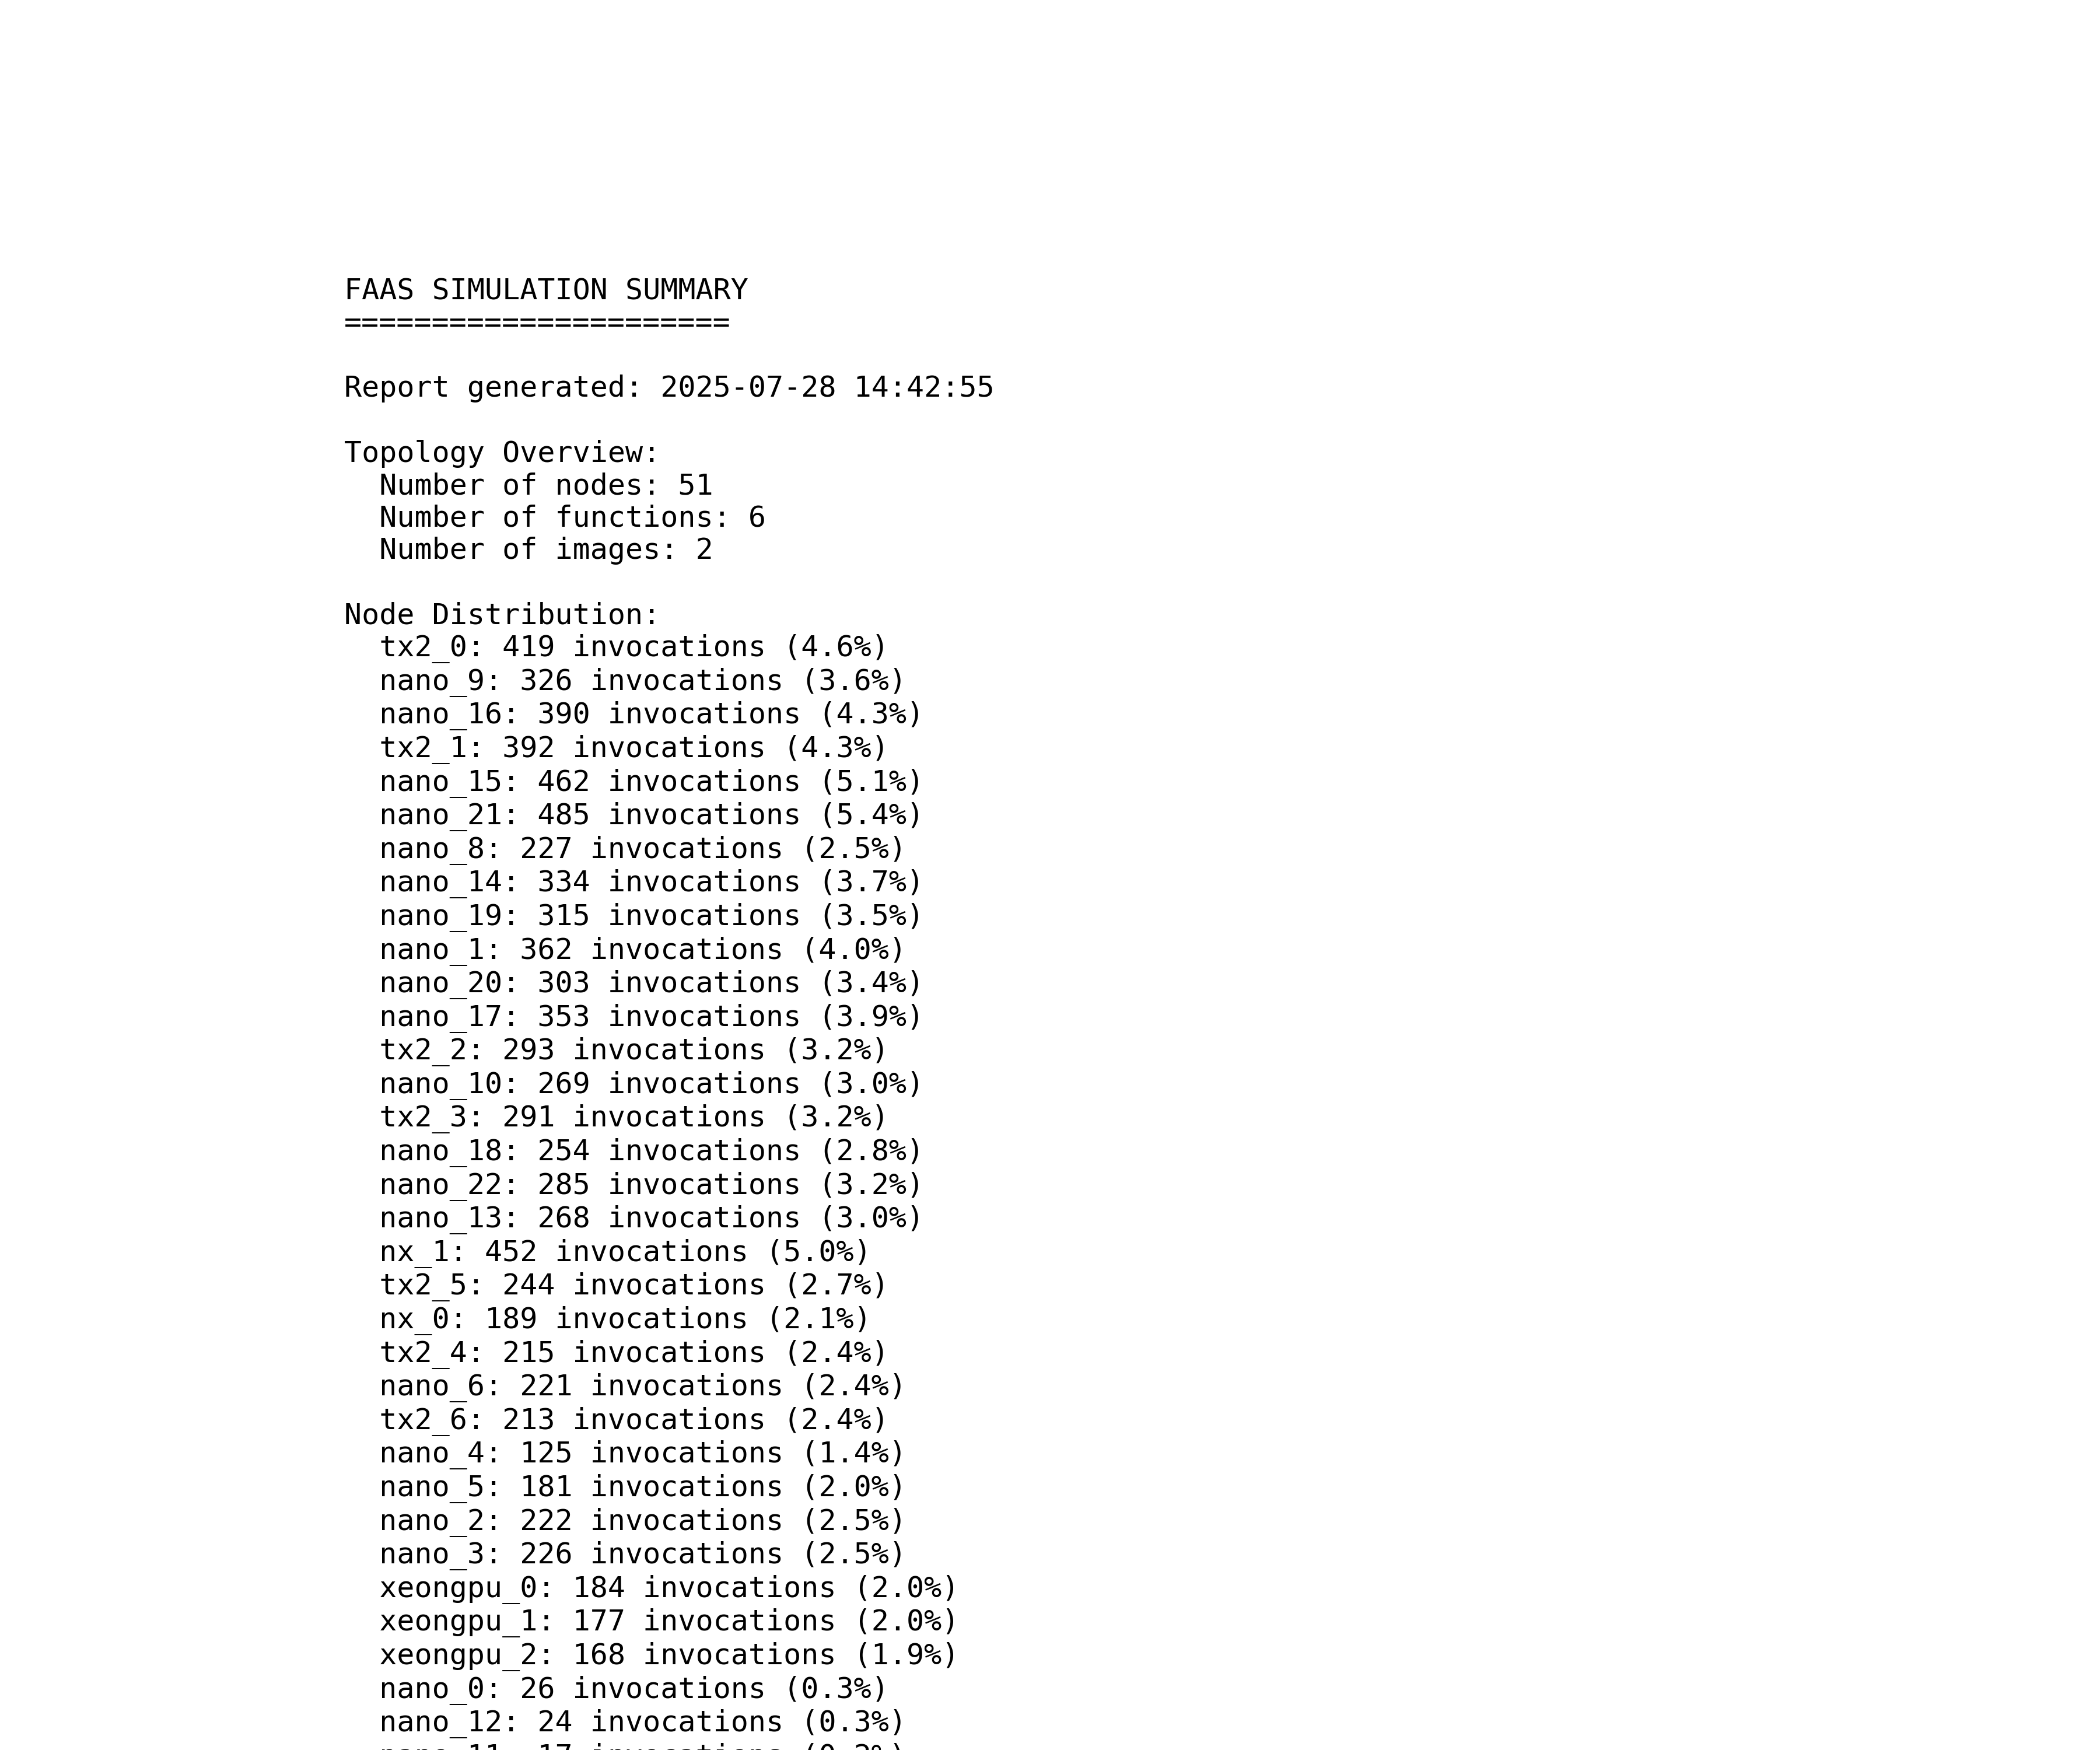 FAAS SIMULATION SUMMARY
======================
Report generated: 2025-07-28 14:42:55
Topology Overview:
Number of nodes: 51
Number of functions: 6
Number of images: 2
Node Distribution:
tx2_0: 419 invocations (4.6%)
nano_9: 326 invocations (3.6%)
nano_16: 390 invocations (4.3%)
tx2_1: 392 invocations (4.3%)
nano_15: 462 invocations (5.1%)
nano_21: 485 invocations (5.4%)
nano_8: 227 invocations (2.5%)
nano_14: 334 invocations (3.7%)
nano_19: 315 invocations (3.5%)
nano_1: 362 invocations (4.0%)
nano_20: 303 invocations (3.4%)
nano_17: 353 invocations (3.9%)
tx2_2: 293 invocations (3.2%)
nano_10: 269 invocations (3.0%)
tx2_3: 291 invocations (3.2%)
nano_18: 254 invocations (2.8%)
nano_22: 285 invocations (3.2%)
nano_13: 268 invocations (3.0%)
nx_1: 452 invocations (5.0%)
tx2_5: 244 invocations (2.7%)
nx_0: 189 invocations (2.1%)
tx2_4: 215 invocations (2.4%)
nano_6: 221 invocations (2.4%)
tx2_6: 213 invocations (2.4%)
nano_4: 125 invocations (1.4%)
nano_5: 181 invocations (2.0%)
nano_2: 222 invocations (2.5%)
nano_3: 226 invocations (2.5%)
xeongpu_0: 184 invocations (2.0%)
xeongpu_1: 177 invocations (2.0%)
xeongpu_2: 168 invocations (1.9%)
nano_0: 26 invocations (0.3%)
nano_12: 24 invocations (0.3%)